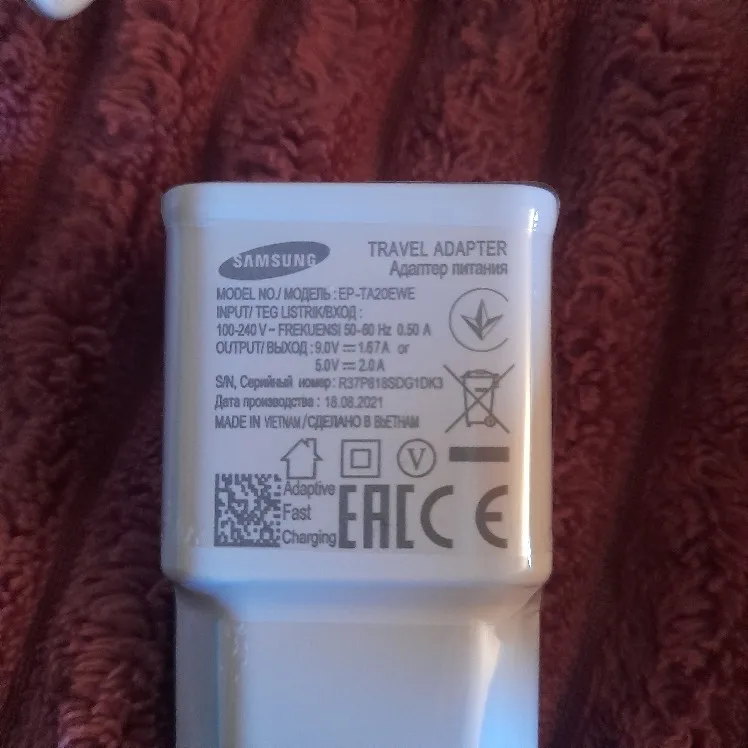 SAMSUNG
TRAVEL ADAPTER
Адаптер питания
MODEL NO./ МОДЕЛЬ : EP-TA20EWE
INPUT/ TEG LISTRIK/ВХОД :
100-240 V ~ FREKUENSI 50-60 Hz 0.50 A
OUTPUT/ ВЫХОД : 9.0V ⎓ 1.67A or
5.0V ⎓ 2.0A
S/N, Серийный номер: R37P818SDG1DK3
Дата производства : 18.08.2021
MADE IN VIETNAM/СДЕЛАНО В ВЬЕТНАМ
V
Adaptive
Fast
Charging
EAC CE